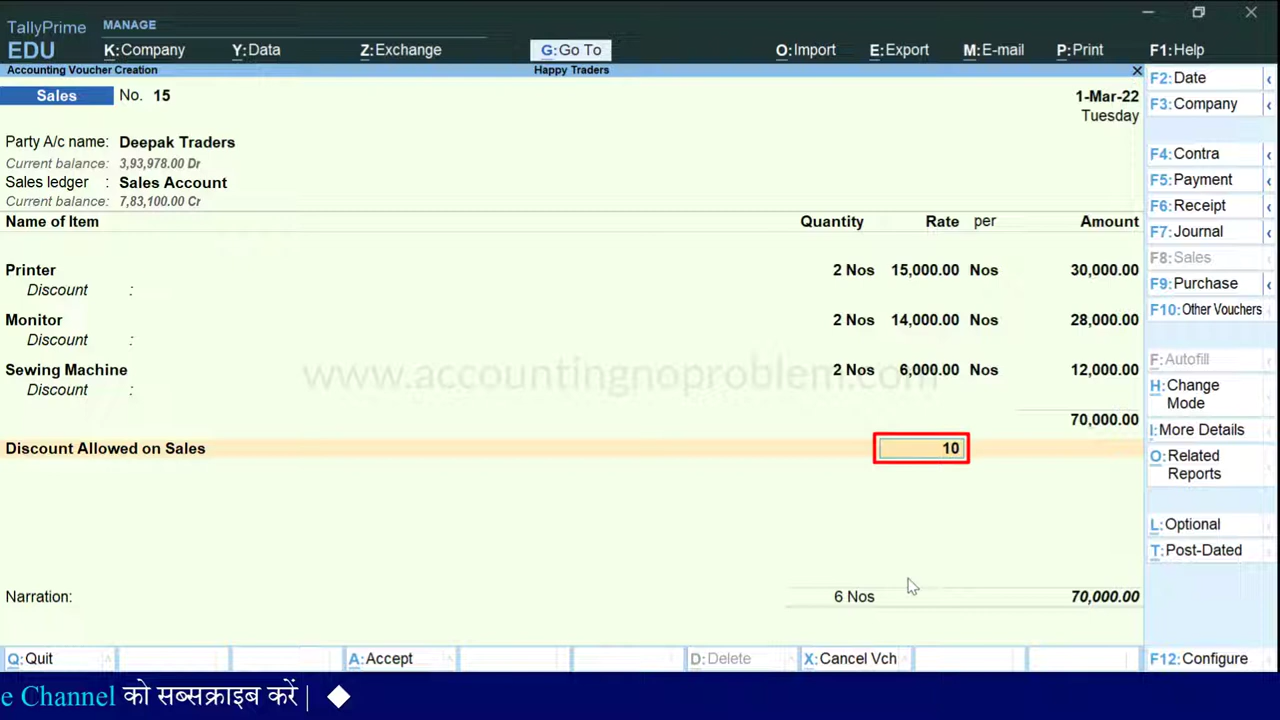 TallyPrime
EDU
MANAGE
K:Company Y:Data Z:Exchange G:Go To O:Import E:Export M:E-mail P:Print F1:Help
Accounting Voucher Creation Happy Traders
Sales No. 15 1-Mar-22
Tuesday
Party A/c name: Deepak Traders
Current balance: 3,93,978.00 Dr
Sales ledger : Sales Account
Current balance: 7,83,100.00 Cr
Name of Item Quantity Rate per Amount
Printer 2 Nos 15,000.00 Nos 30,000.00
Discount :
Monitor 2 Nos 14,000.00 Nos 28,000.00
Discount :
Sewing Machine 2 Nos 6,000.00 Nos 12,000.00
Discount :
www.accountingnoproblem.com
70,000.00
Discount Allowed on Sales 10
Narration: 6 Nos 70,000.00
F2:Date
F3:Company
F4:Contra
F5:Payment
F6:Receipt
F7:Journal
F8:Sales
F9:Purchase
F10:Other Vouchers
F:Autofill
H:Change
Mode
I:More Details
O:Related
Reports
L:Optional
T:Post-Dated
Q:Quit A:Accept D:Delete X:Cancel Vch F12:Configure
e Channel को सब्सक्राइब करें |